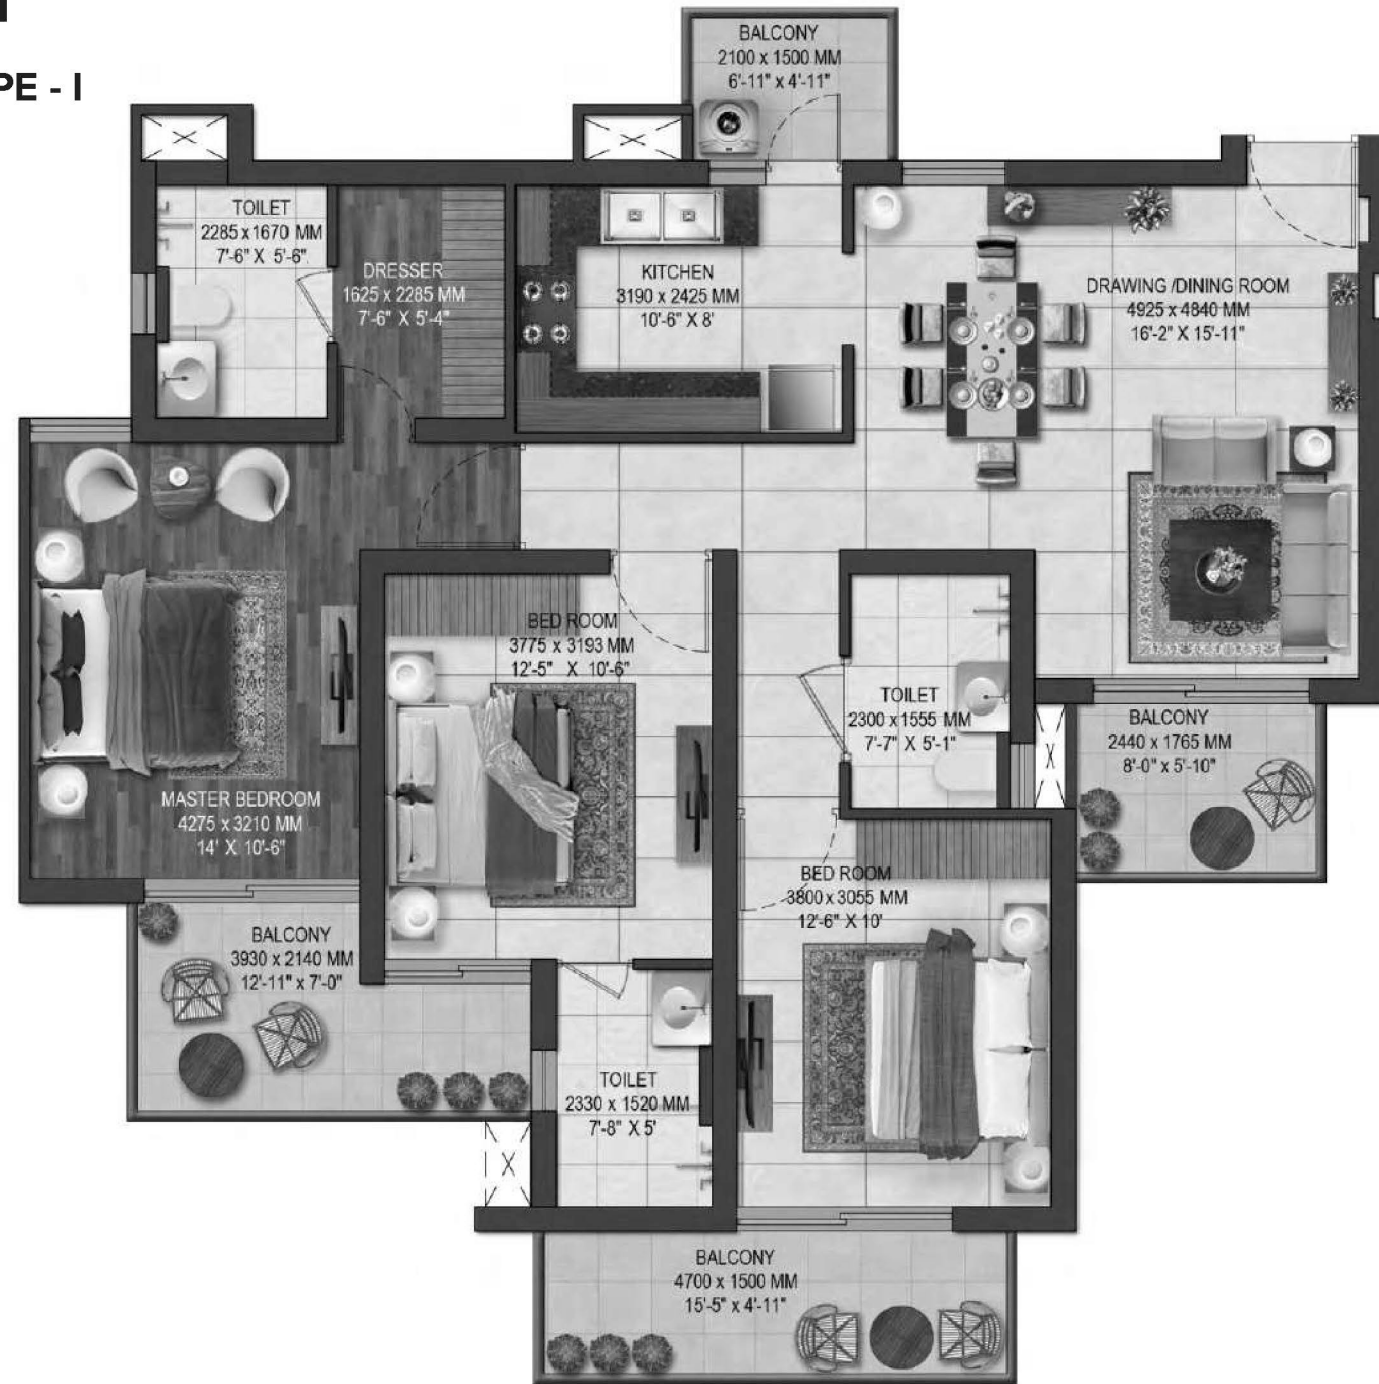 PE - I
BALCONY
2100 x 1500 MM
6'-11" x 4'-11"
TOILET
2285 x 1670 MM
7'-6" X 5'-6"
DRESSER
1625 x 2285 MM
7'-6" X 5'-4"
KITCHEN
3190 x 2425 MM
10'-6" X 8'
DRAWING /DINING ROOM
4925 x 4840 MM
16'-2" X 15'-11"
BED ROOM
3775 x 3193 MM
12'-5" X 10'-6"
TOILET
2300 x 1555 MM
7'-7" X 5'-1"
BALCONY
2440 x 1765 MM
8'-0" x 5'-10"
MASTER BEDROOM
4275 x 3210 MM
14' X 10'-6"
BED ROOM
3800 x 3055 MM
12'-6" X 10'
BALCONY
3930 x 2140 MM
12'-11" x 7'-0"
TOILET
2330 x 1520 MM
7'-8" X 5'
BALCONY
4700 x 1500 MM
15'-5" x 4'-11"